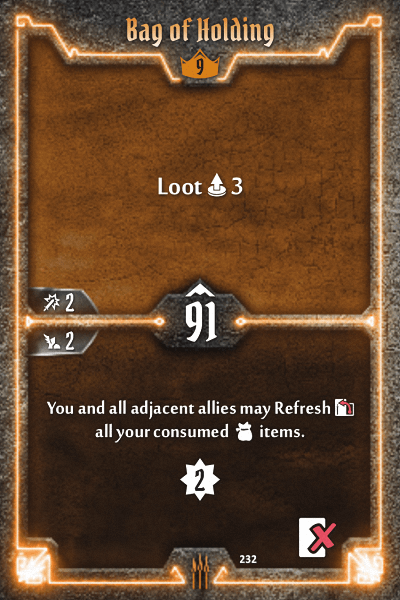 Bag of Holding
9
Loot 3
2
91
2
You and all adjacent allies may Refresh
all your consumed items.
2
232